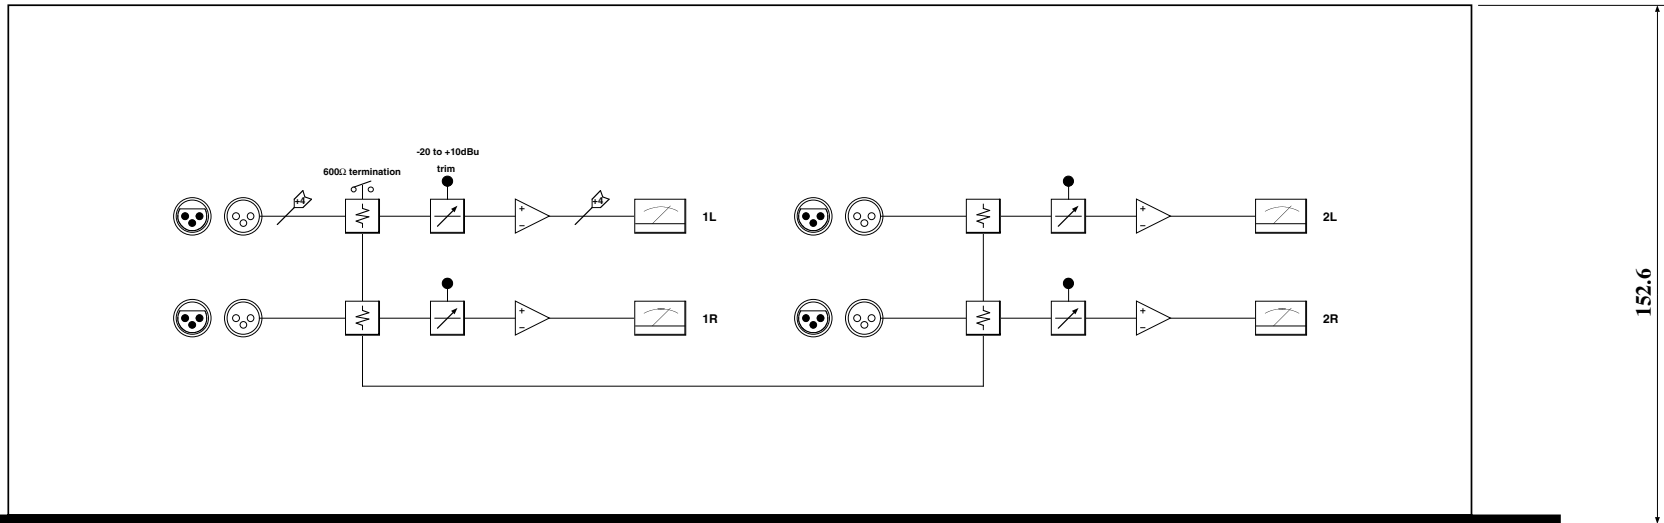 -20 to +10dBu
trim
600Ω termination
+4
+4
1L
2L
1R
2R
152.6